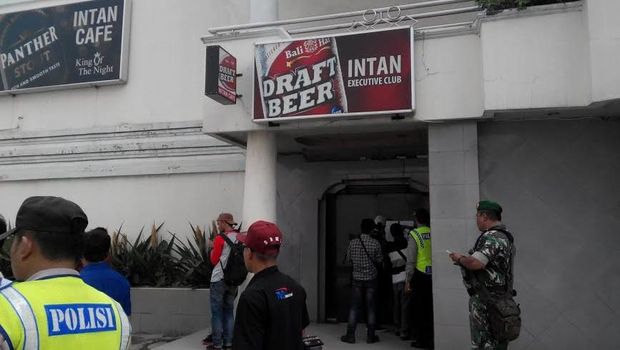 PANTHER
STOUT
INTAN
CAFE
King Of
The Night
Bali Hai
DRAFT
BEER
INTAN
EXECUTIVE CLUB
POLISI